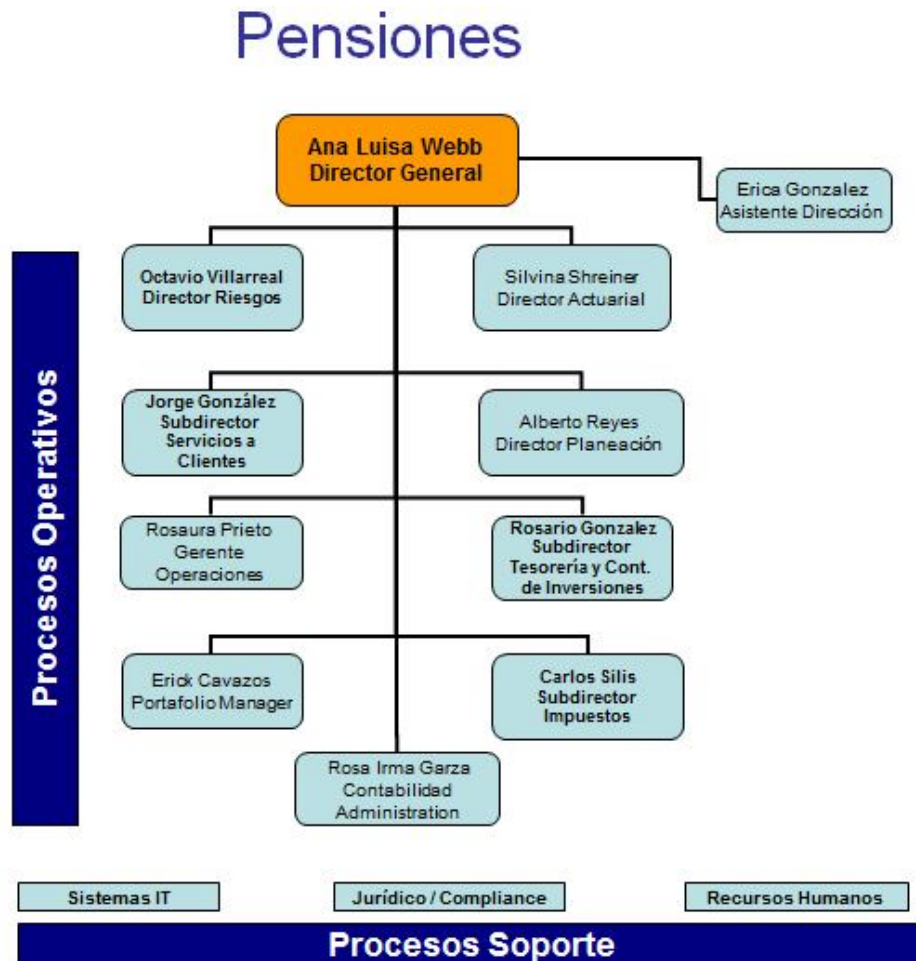 Pensiones
Ana Luisa Webb
Director General
Erica Gonzalez
Asistente Dirección
Procesos Operativos
Octavio Villarreal
Director Riesgos
Silvina Shreiner
Director Actuarial
Jorge González
Subdirector
Servicios a
Clientes
Alberto Reyes
Director Planeación
Rosaura Prieto
Gerente
Operaciones
Rosario Gonzalez
Subdirector
Tesorería y Cont.
de Inversiones
Erick Cavazos
Portafolio Manager
Carlos Silis
Subdirector
Impuestos
Rosa Irma Garza
Contabilidad
Administration
Sistemas IT
Jurídico / Compliance
Recursos Humanos
Procesos Soporte